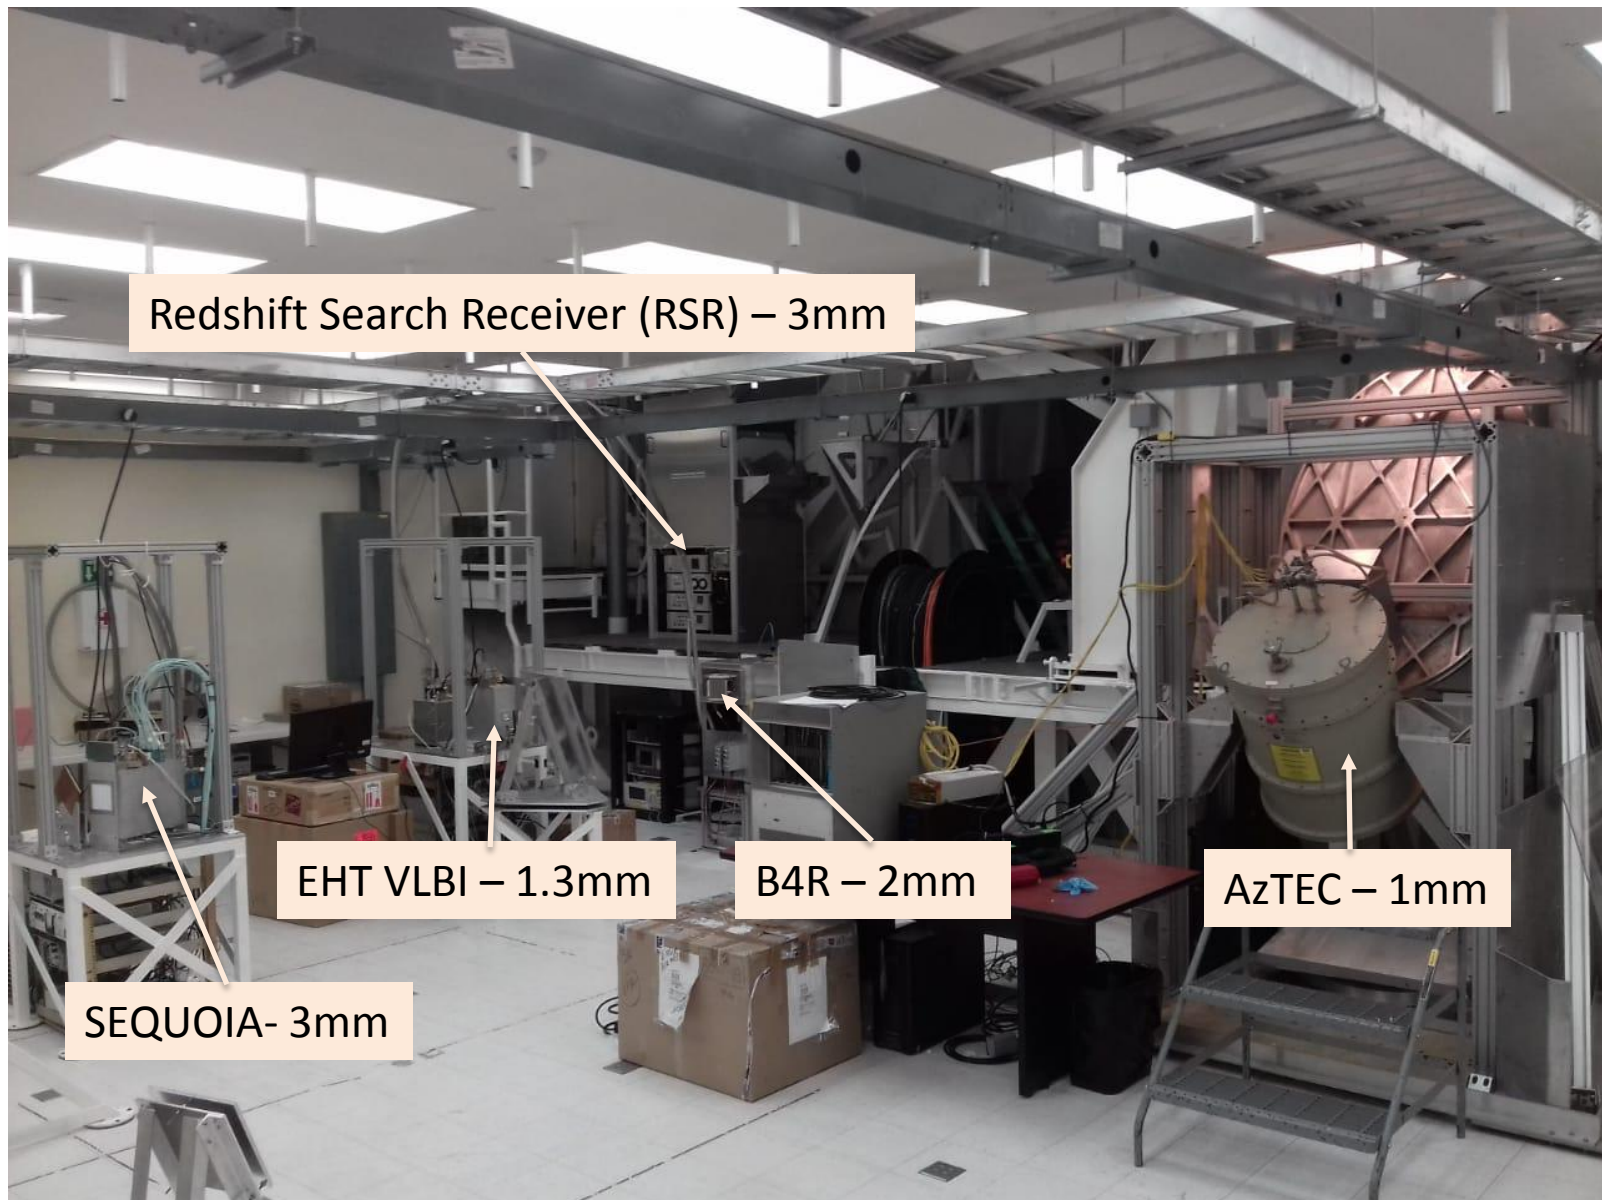 Redshift Search Receiver (RSR) – 3mm
EHT VLBI – 1.3mm
B4R – 2mm
AzTEC – 1mm
SEQUOIA- 3mm